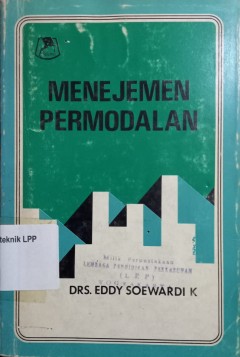 MENEJEMEN
PERMODALAN
teknik LPP
Milik Perpustakaan
LEMBAGA PENDIDIKAN PERKEBUNAN
(L P P)
DRS. EDDY SOEWARDI K